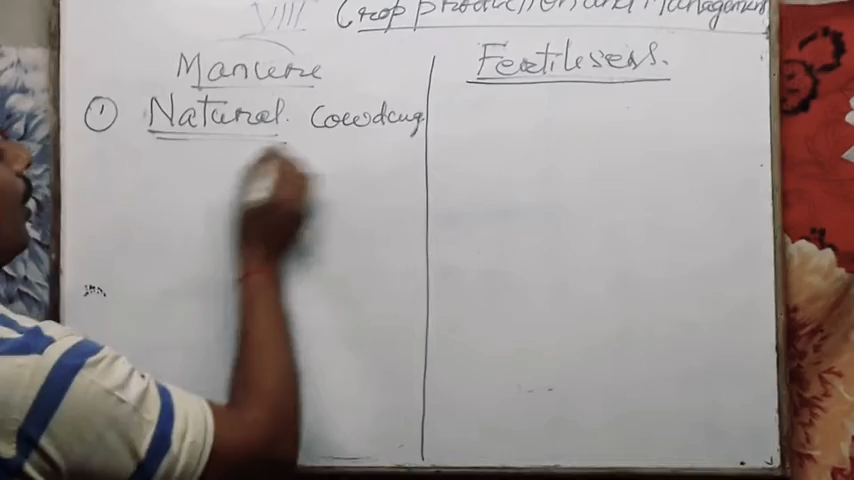 VIII Crop production and Management
Manure
Fertilisers.
① Natural. Cowdung